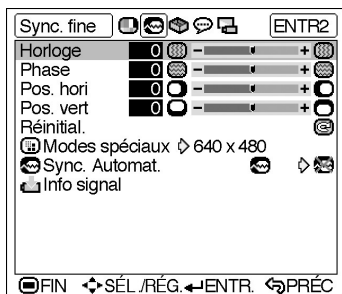 Sync. fine ENTR2
Horloge 0 - +
Phase 0 - +
Pos. hori 0 - +
Pos. vert 0 - +
Réinitial.
Modes spéciaux 640 x 480
Sync. Automat.
Info signal
FIN SÉL./RÉG. ENTR. PRÉC